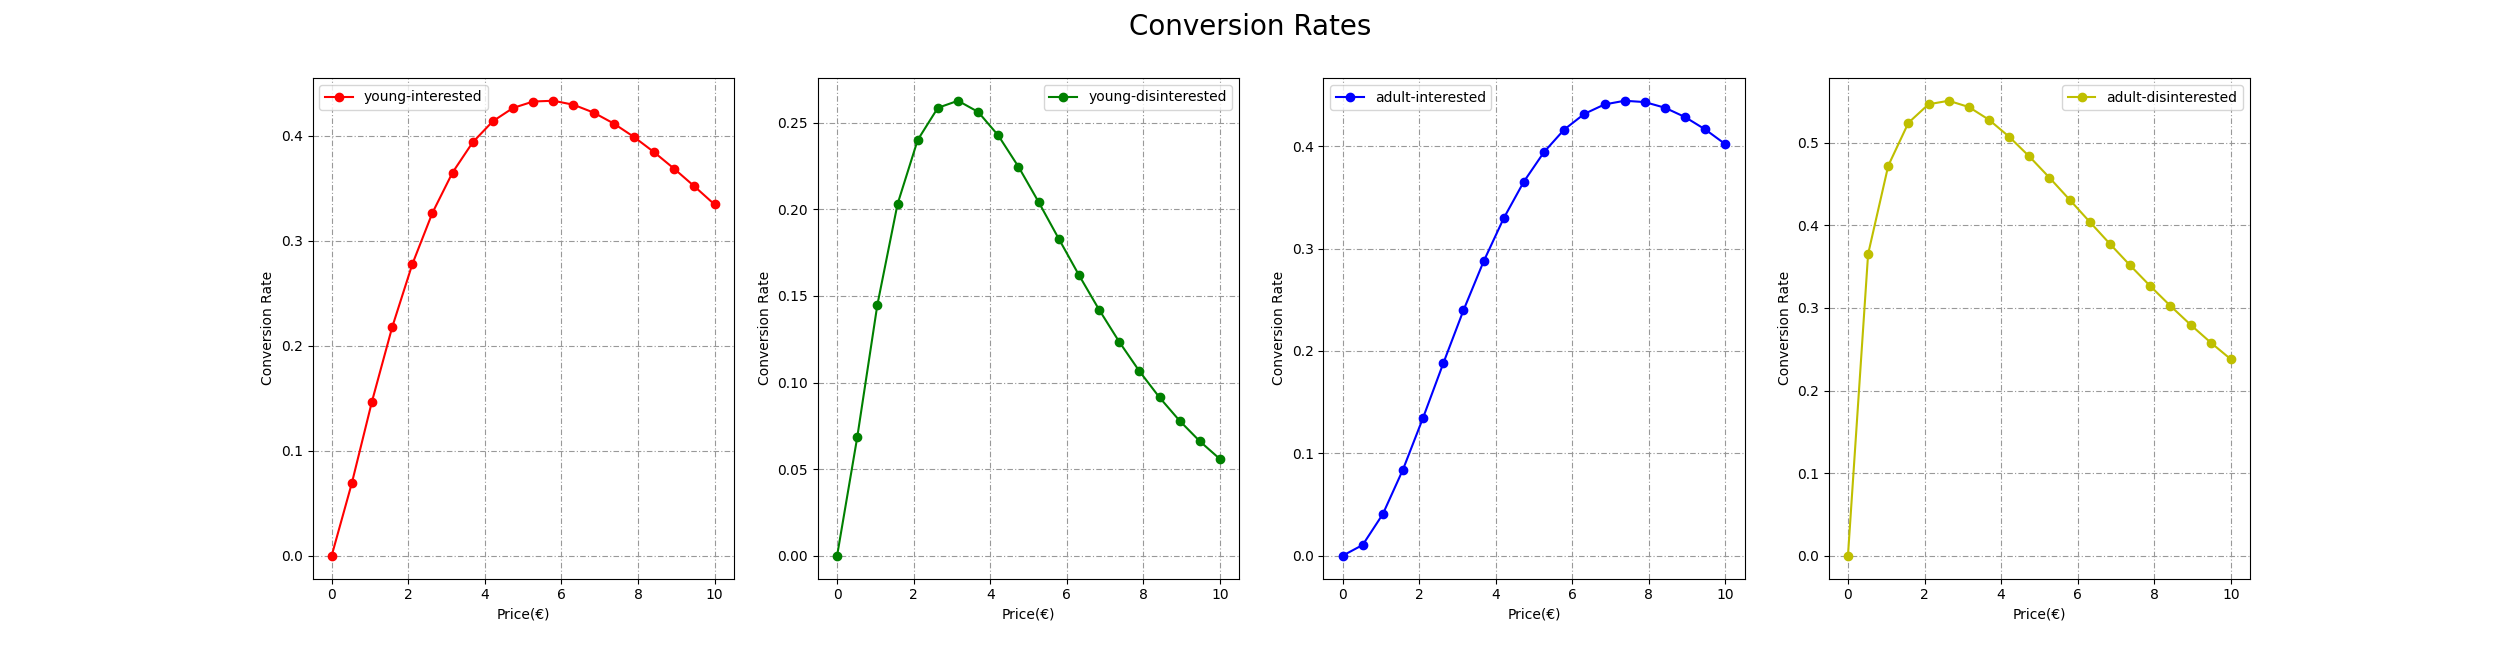 Conversion Rates
young-interested
0.4
0.3
0.2
0.1
0.0
Conversion Rate
0 2 4 6 8 10
Price(€)
young-disinterested
0.25
0.20
0.15
0.10
0.05
0.00
Conversion Rate
0 2 4 6 8 10
Price(€)
adult-interested
0.4
0.3
0.2
0.1
0.0
Conversion Rate
0 2 4 6 8 10
Price(€)
adult-disinterested
0.5
0.4
0.3
0.2
0.1
0.0
Conversion Rate
0 2 4 6 8 10
Price(€)